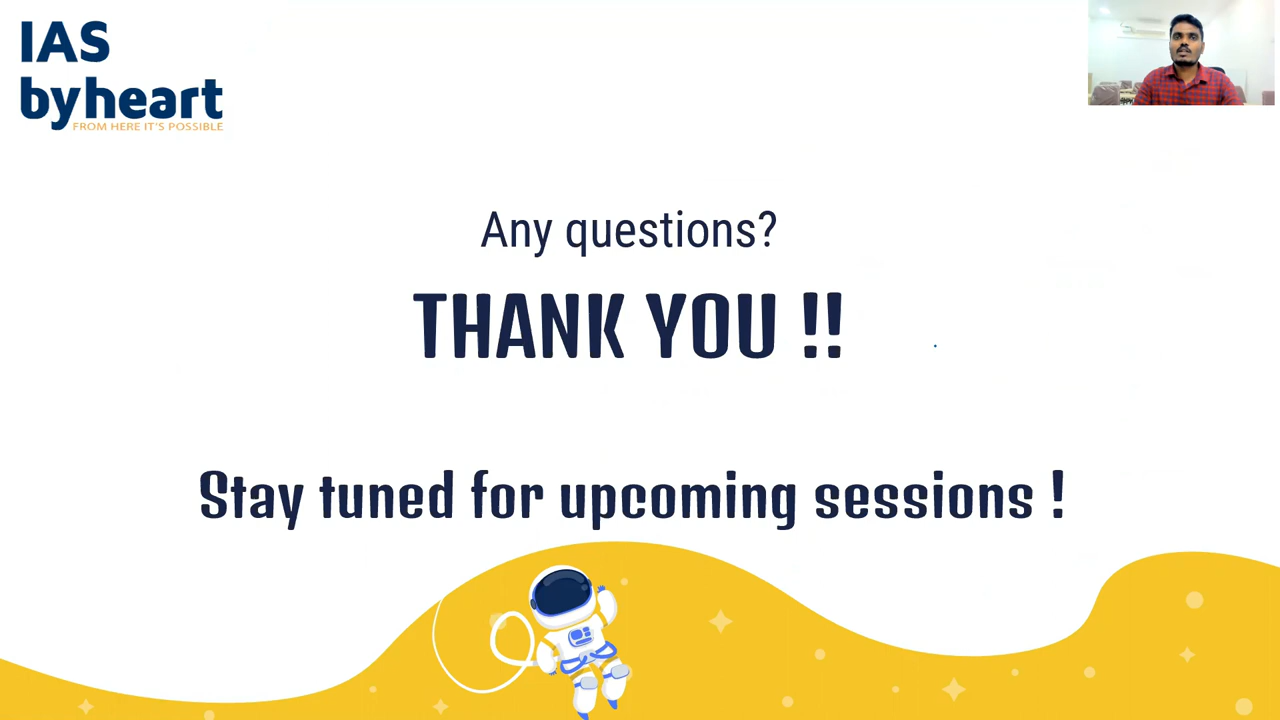 IAS
byheart
FROM HERE IT'S POSSIBLE
Any questions?
THANK YOU !!
Stay tuned for upcoming sessions !